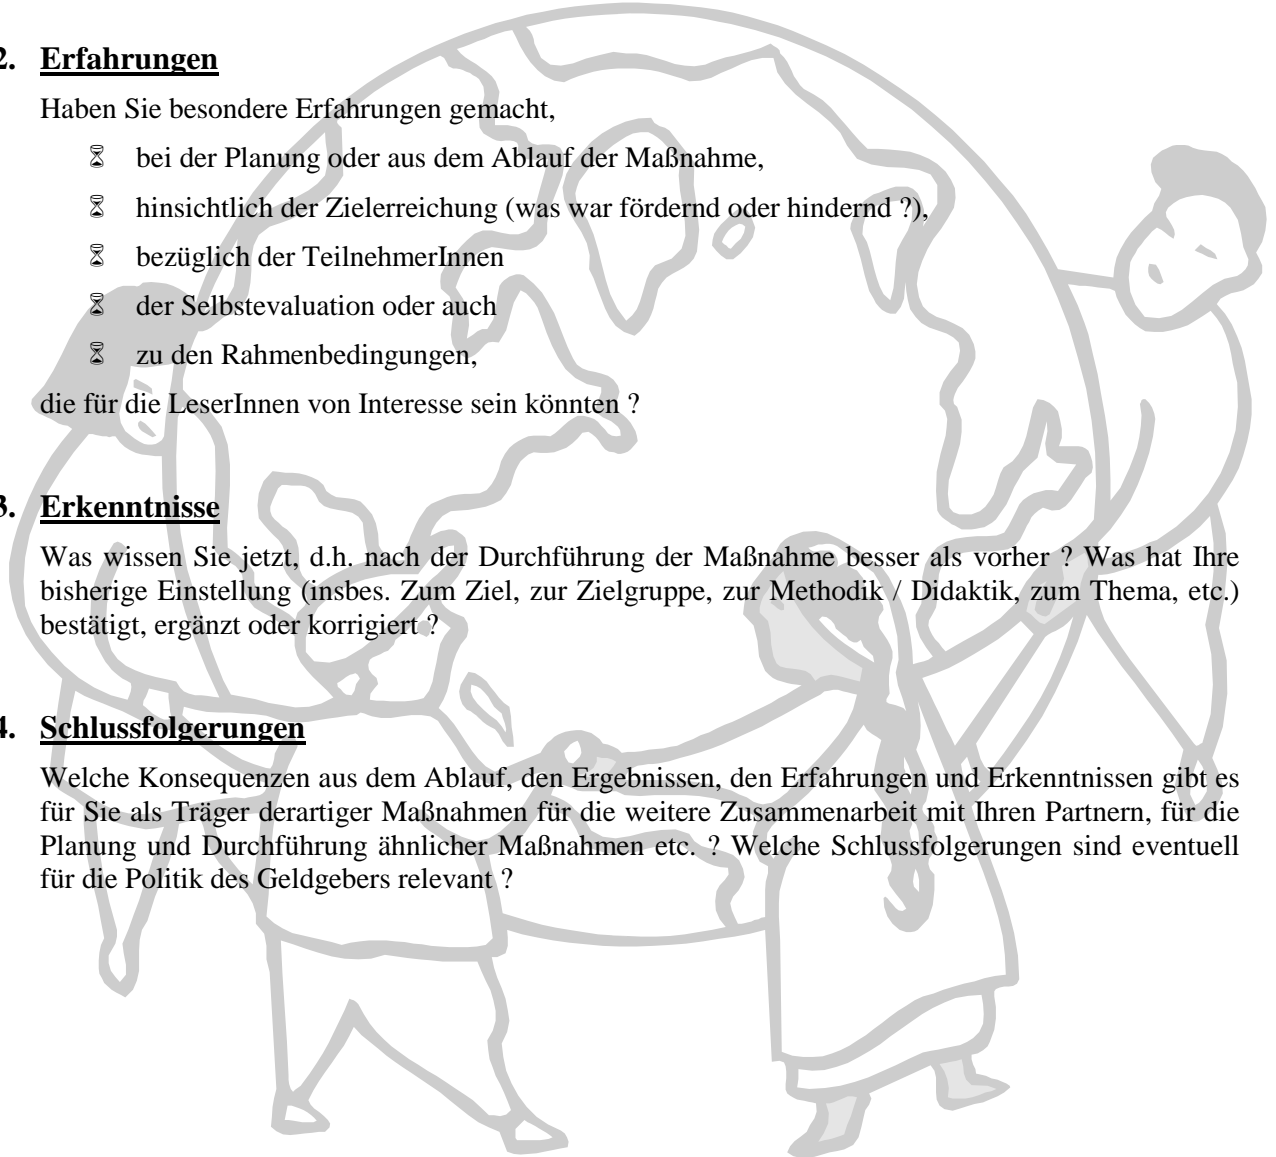 2. Erfahrungen
Haben Sie besondere Erfahrungen gemacht,
⌛ bei der Planung oder aus dem Ablauf der Maßnahme,
⌛ hinsichtlich der Zielerreichung (was war fördernd oder hindernd ?),
⌛ bezüglich der TeilnehmerInnen
⌛ der Selbstevaluation oder auch
⌛ zu den Rahmenbedingungen,
die für die LeserInnen von Interesse sein könnten ?
3. Erkenntnisse
Was wissen Sie jetzt, d.h. nach der Durchführung der Maßnahme besser als vorher ? Was hat Ihre
bisherige Einstellung (insbes. Zum Ziel, zur Zielgruppe, zur Methodik / Didaktik, zum Thema, etc.)
bestätigt, ergänzt oder korrigiert ?
4. Schlussfolgerungen
Welche Konsequenzen aus dem Ablauf, den Ergebnissen, den Erfahrungen und Erkenntnissen gibt es
für Sie als Träger derartiger Maßnahmen für die weitere Zusammenarbeit mit Ihren Partnern, für die
Planung und Durchführung ähnlicher Maßnahmen etc. ? Welche Schlussfolgerungen sind eventuell
für die Politik des Geldgebers relevant ?